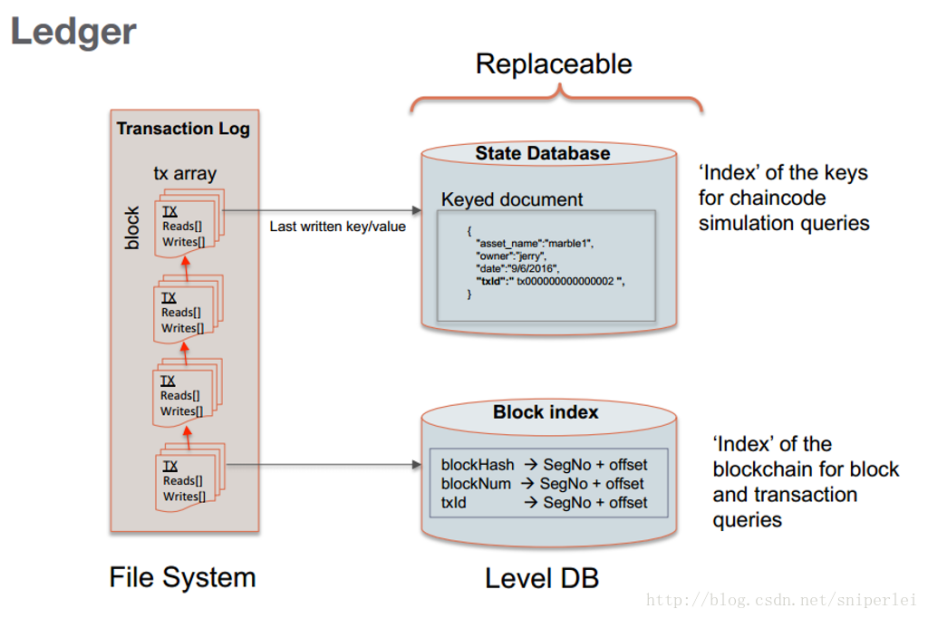 Ledger
Replaceable
Transaction Log
tx array
block
TX
Reads[]
Writes[]
TX
Reads[]
Writes[]
TX
Reads[]
Writes[]
TX
Reads[]
Writes[]
Last written key/value
State Database
Keyed document
{
"asset_name":"marble1",
"owner":"jerry",
"date":"9/6/2016",
"txId":" tx000000000000002 ",
}
‘Index’ of the keys
for chaincode
simulation queries
Block index
blockHash → SegNo + offset
blockNum → SegNo + offset
txId → SegNo + offset
‘Index’ of the
blockchain for block
and transaction
queries
File System
Level DB
http://blog.csdn.net/sniperlei